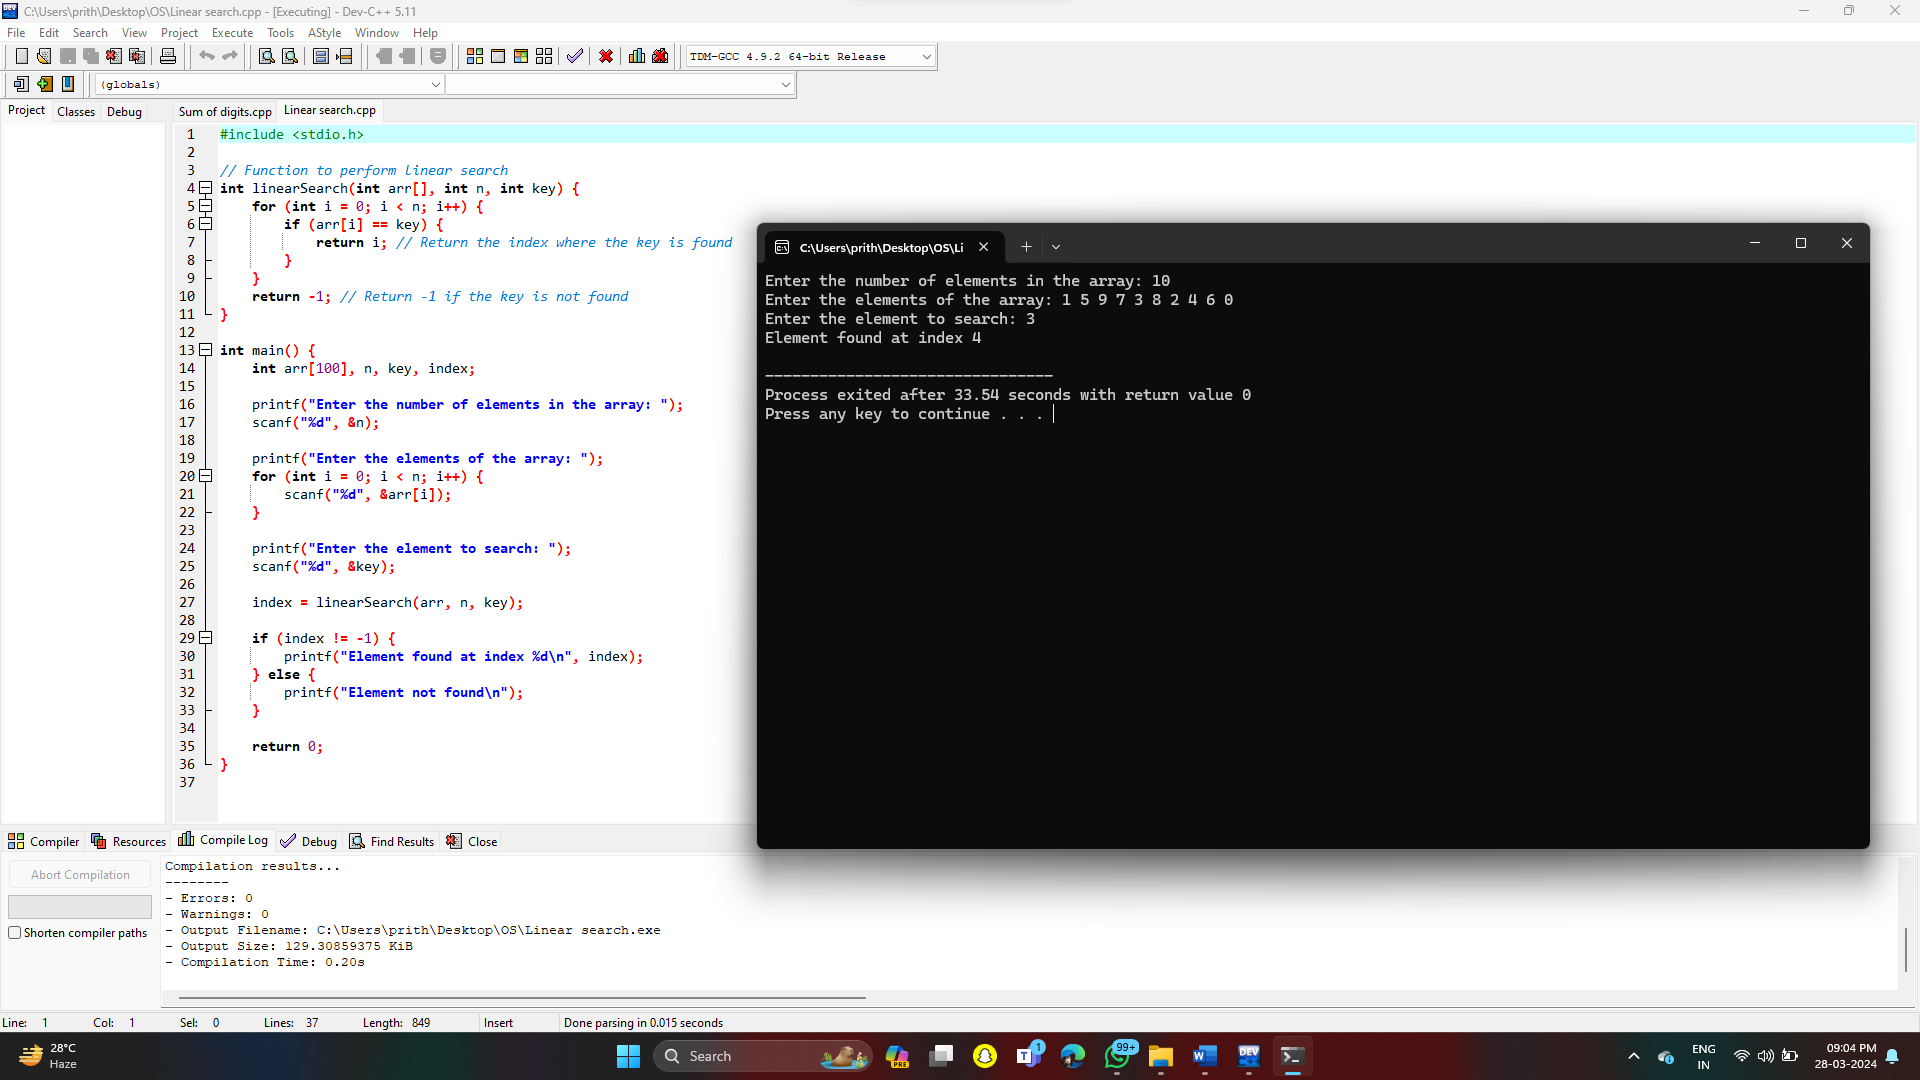 C:\Users\prith\Desktop\OS\Linear search.cpp - [Executing] - Dev-C++ 5.11
File Edit Search View Project Execute Tools AStyle Window Help
TDM-GCC 4.9.2 64-bit Release
(globals)
Project Classes Debug Sum of digits.cpp Linear search.cpp
1 #include <stdio.h>
2
3 // Function to perform linear search
4 int linearSearch(int arr[], int n, int key) {
5 for (int i = 0; i < n; i++) {
6 if (arr[i] == key) {
7 return i; // Return the index where the key is found
8 }
9 }
10 return -1; // Return -1 if the key is not found
11 }
12
13 int main() {
14 int arr[100], n, key, index;
15
16 printf("Enter the number of elements in the array: ");
17 scanf("%d", &n);
18
19 printf("Enter the elements of the array: ");
20 for (int i = 0; i < n; i++) {
21 scanf("%d", &arr[i]);
22 }
23
24 printf("Enter the element to search: ");
25 scanf("%d", &key);
26
27 index = linearSearch(arr, n, key);
28
29 if (index != -1) {
30 printf("Element found at index %d\n", index);
31 } else {
32 printf("Element not found\n");
33 }
34
35 return 0;
36 }
37
C:\Users\prith\Desktop\OS\Li
Enter the number of elements in the array: 10
Enter the elements of the array: 1 5 9 7 3 8 2 4 6 0
Enter the element to search: 3
Element found at index 4
--------------------------------
Process exited after 33.54 seconds with return value 0
Press any key to continue . . .
Compiler Resources Compile Log Debug Find Results Close
Abort Compilation
Shorten compiler paths
Compilation results...
--------
- Errors: 0
- Warnings: 0
- Output Filename: C:\Users\prith\Desktop\OS\Linear search.exe
- Output Size: 129.30859375 KiB
- Compilation Time: 0.20s
Line: 1 Col: 1 Sel: 0 Lines: 37 Length: 849 Insert Done parsing in 0.015 seconds
28°C
Haze
Search
PRE
1
99+
DEV
ENG
IN
09:04 PM
28-03-2024